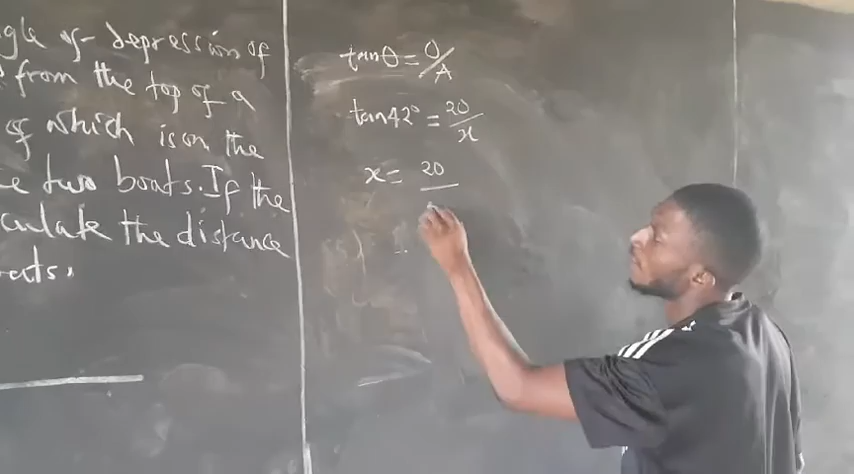 gle of depression of
from the top of a
of which is on the
two boats. If the
culate the distance
ats.
tanθ = O/A
tan42° = 20/x
x = 20